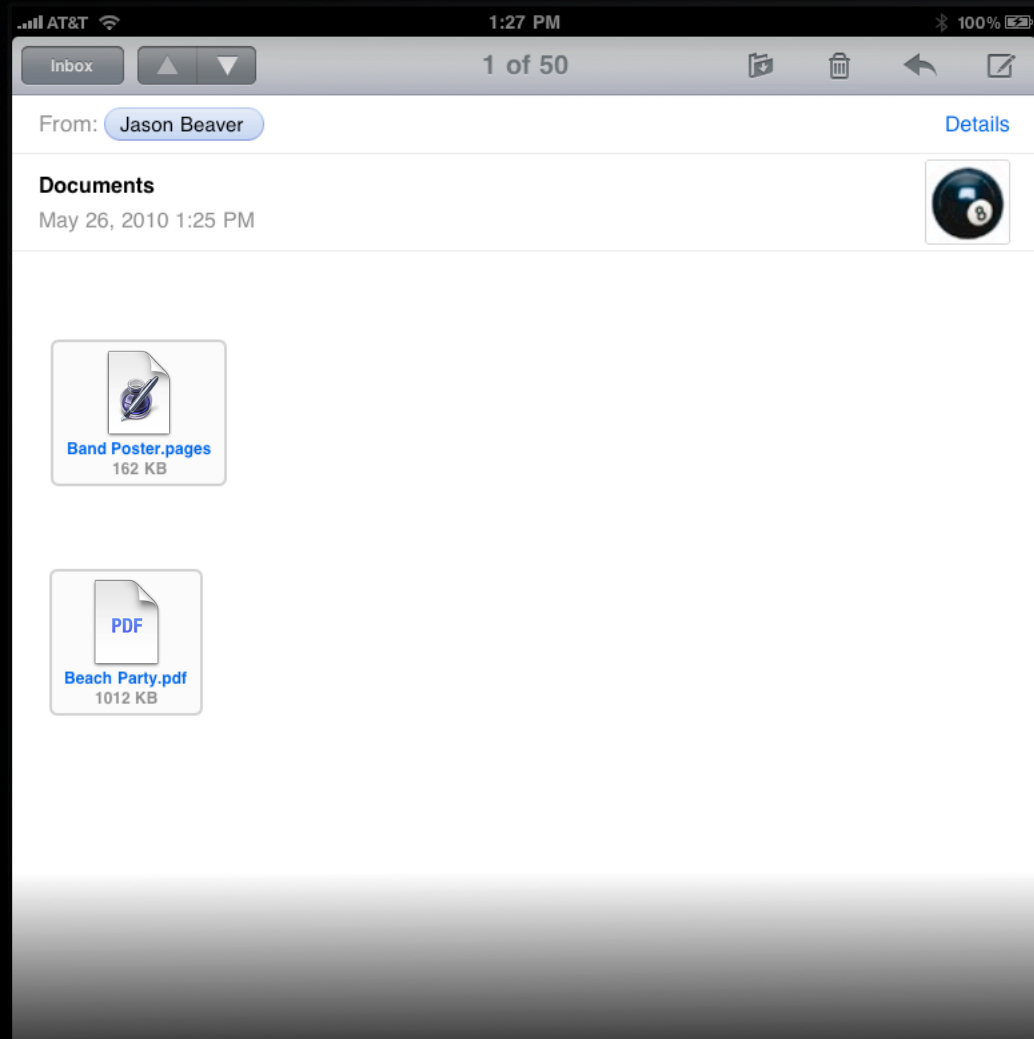 AT&T 1:27 PM 100%
Inbox 1 of 50
From: Jason Beaver Details
Documents
May 26, 2010 1:25 PM
8
Band Poster.pages
162 KB
PDF
Beach Party.pdf
1012 KB